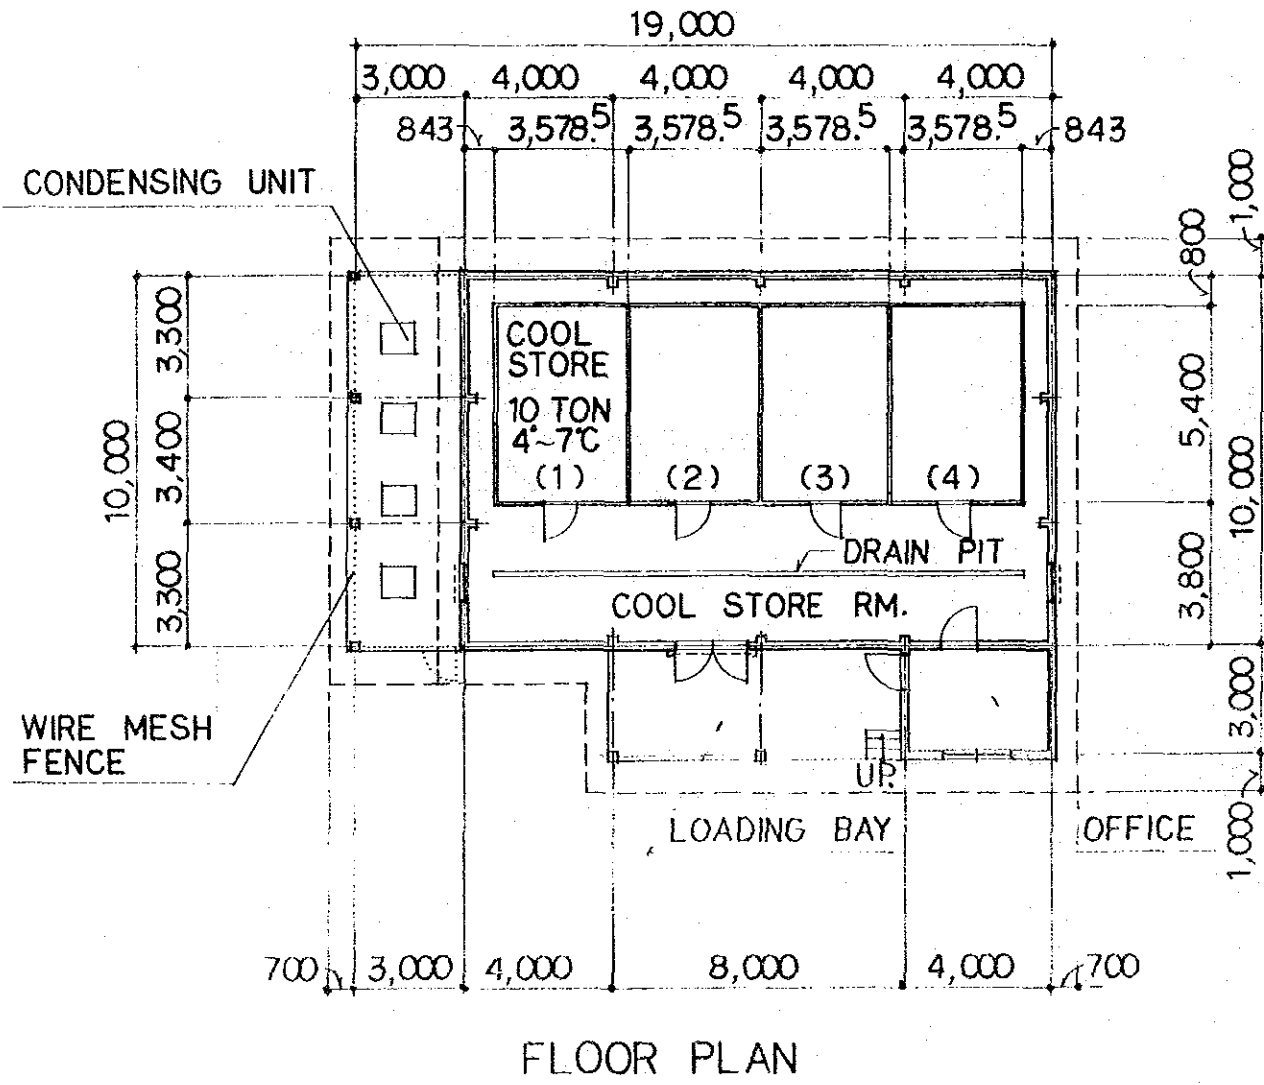 19,000
3,000 4,000 4,000 4,000 4,000
843 3,578.5 3,578.5 3,578.5 3,578.5 843
CONDENSING UNIT
1,000
800
3,300
3,400
3,300
10,000
COOL
STORE
10 TON
4°~7°C
(1) (2) (3) (4)
5,400
10,000
3,800
DRAIN PIT
COOL STORE RM.
WIRE MESH
FENCE
3,000
UP.
LOADING BAY
OFFICE
1,000
700 3,000 4,000 8,000 4,000 700
FLOOR PLAN